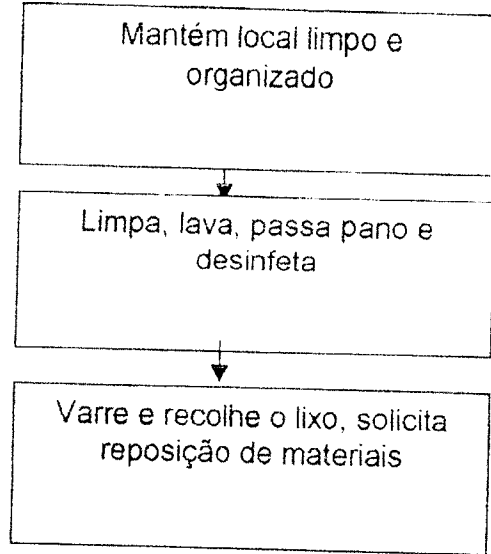 Mantém local limpo e
organizado
Limpa, lava, passa pano e
desinfeta
Varre e recolhe o lixo, solicita
reposição de materiais